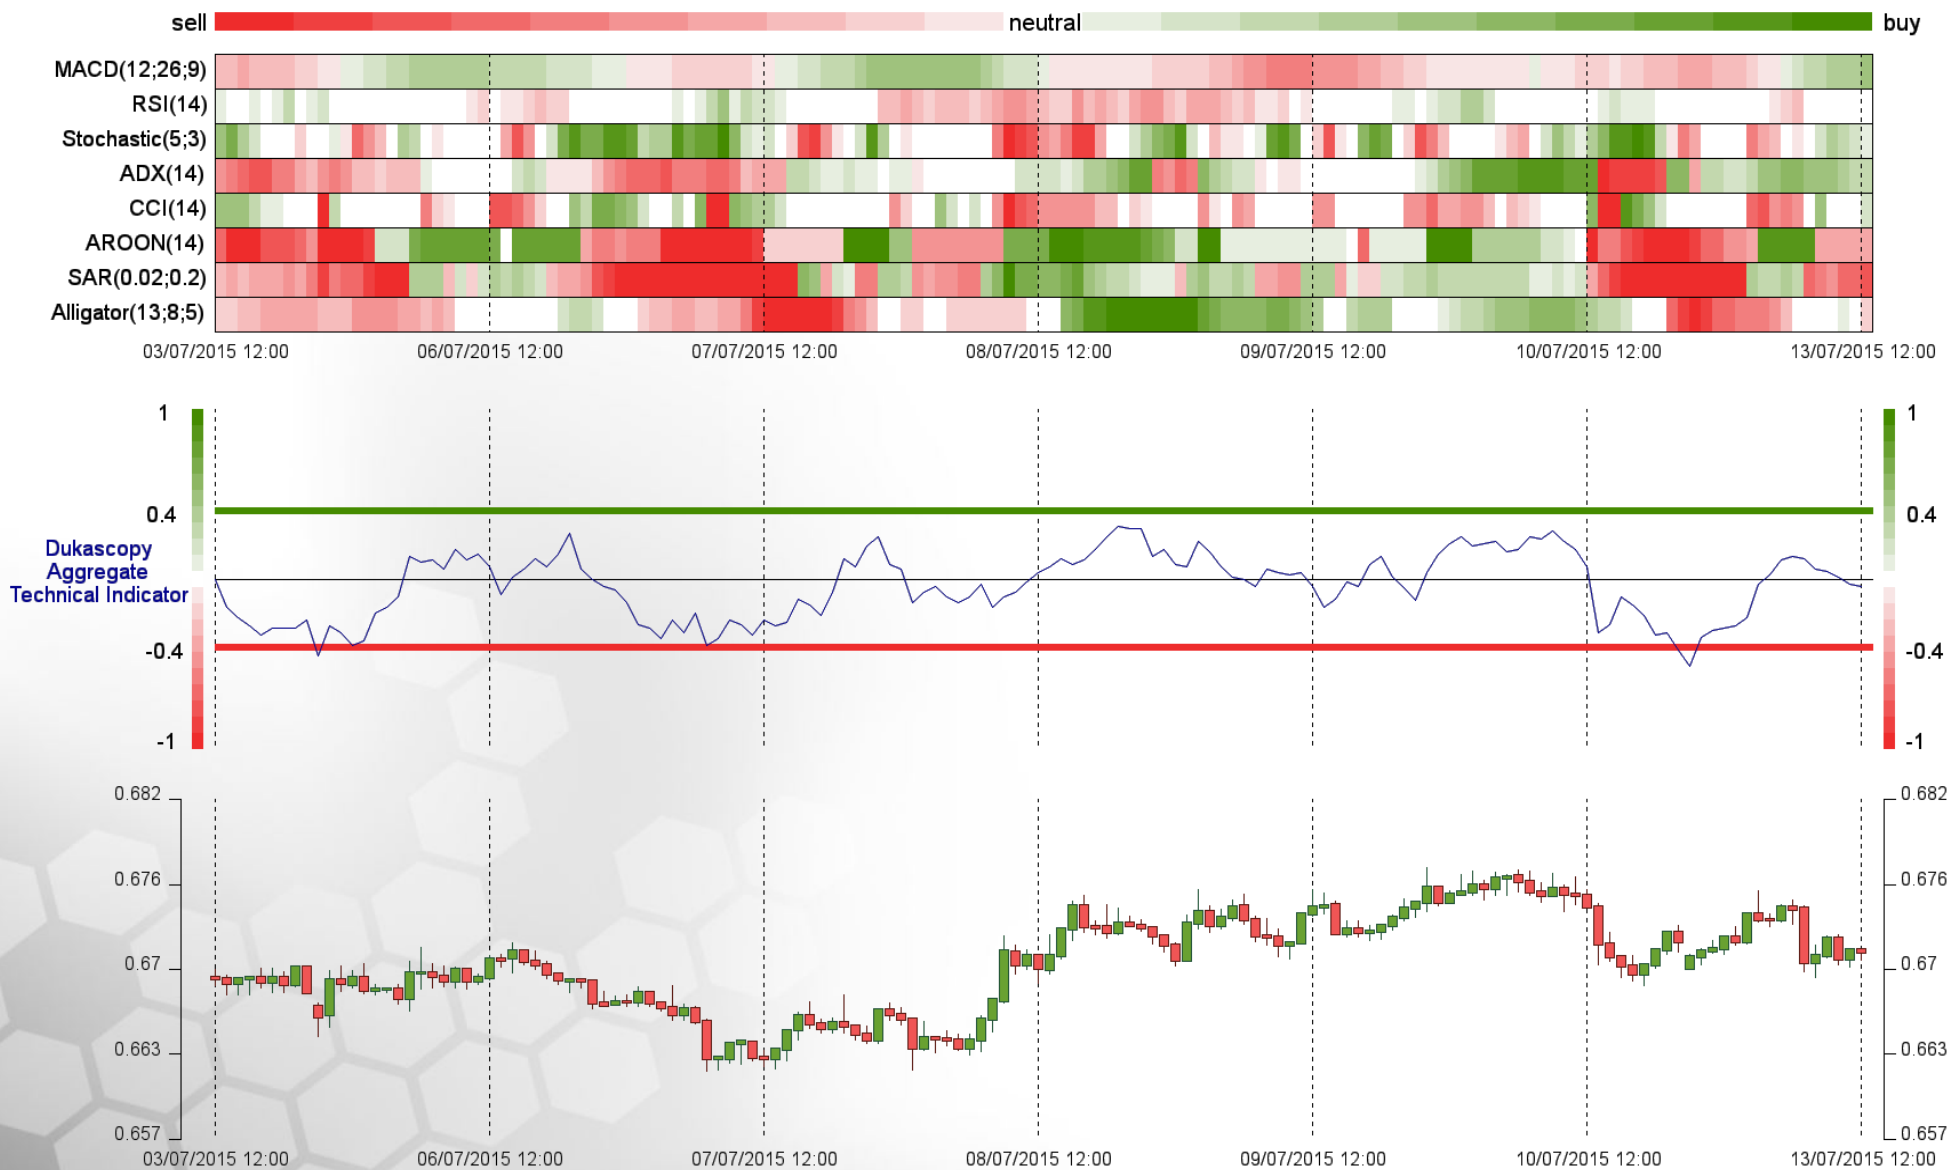 sell neutral buy
MACD(12;26;9)
RSI(14)
Stochastic(5;3)
ADX(14)
CCI(14)
AROON(14)
SAR(0.02;0.2)
Alligator(13;8;5)
03/07/2015 12:00 06/07/2015 12:00 07/07/2015 12:00 08/07/2015 12:00 09/07/2015 12:00 10/07/2015 12:00 13/07/2015 12:00
1 1
0.4 0.4
Dukascopy
Aggregate
Technical Indicator
-0.4 -0.4
-1 -1
0.682 0.682
0.676 0.676
0.67 0.67
0.663 0.663
0.657 0.657
03/07/2015 12:00 06/07/2015 12:00 07/07/2015 12:00 08/07/2015 12:00 09/07/2015 12:00 10/07/2015 12:00 13/07/2015 12:00